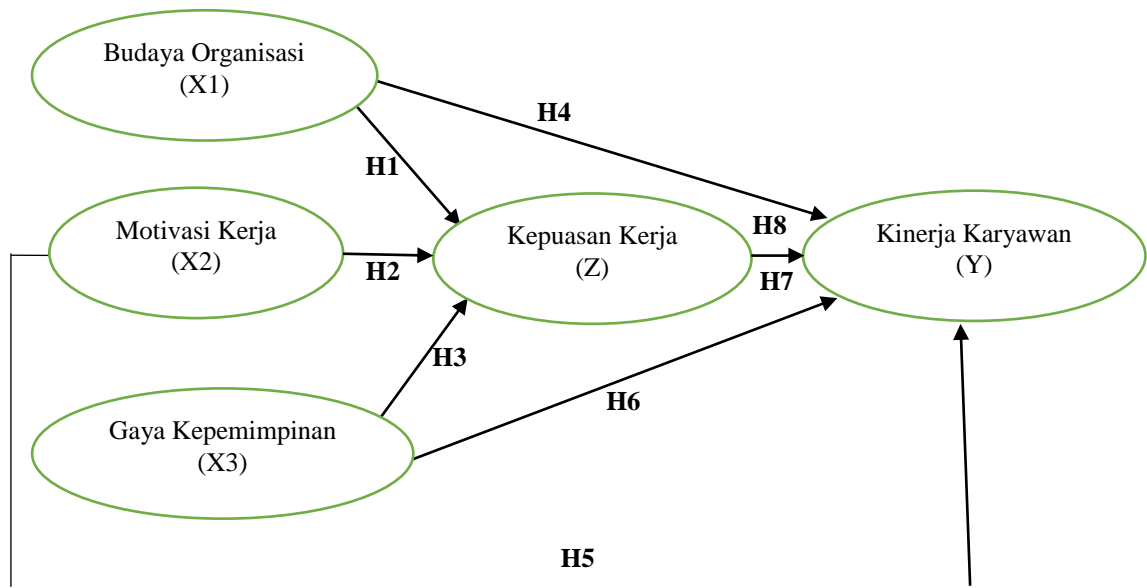 Budaya Organisasi
(X1)
H4
H1
Motivasi Kerja
(X2)
H2
Kepuasan Kerja
(Z)
H8
H7
Kinerja Karyawan
(Y)
H3
H6
Gaya Kepemimpinan
(X3)
H5